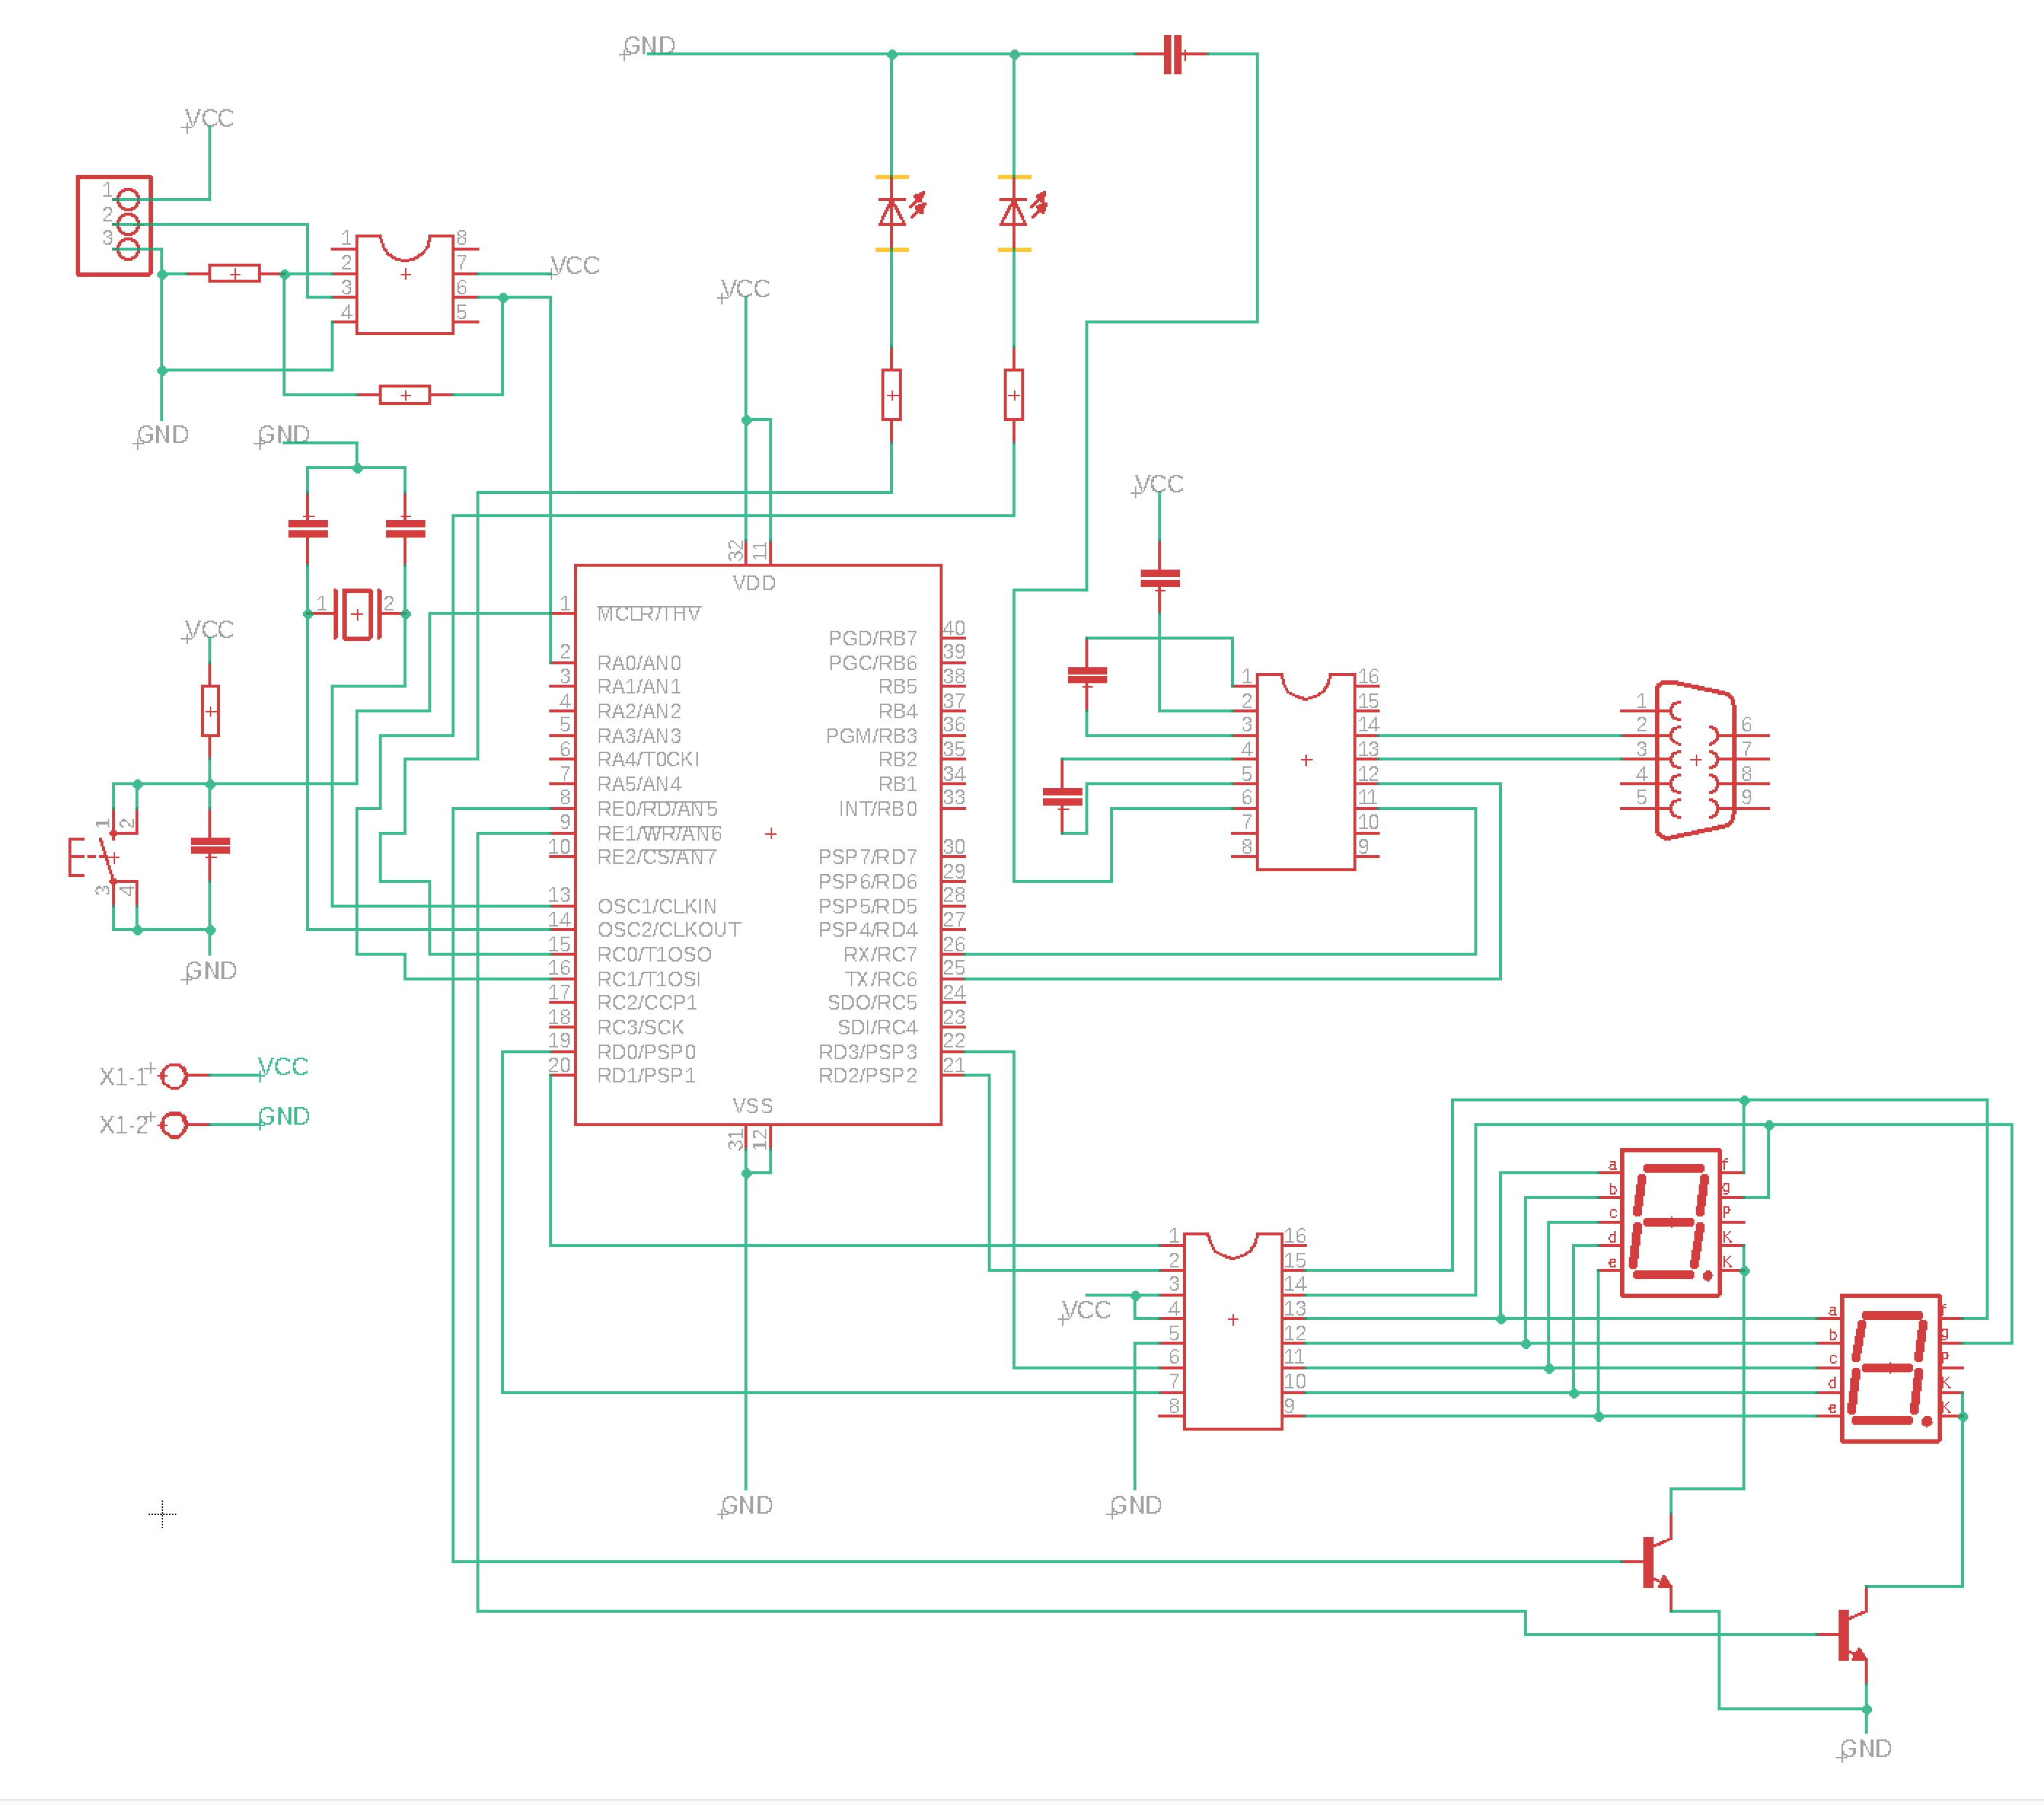 GND
VCC
1
2
3
1 8
2 7 VCC
3 6
4 5
VCC
GND GND
VCC
32 11
VDD
1 2
VCC
1 MCLR/THV
PGD/RB7 40
2 RA0/AN0 PGC/RB6 39
3 RA1/AN1 RB5 38
4 RA2/AN2 RB4 37
5 RA3/AN3 PGM/RB3 36
6 RA4/T0CKI RB2 35
7 RA5/AN4 RB1 34
8 RE0/RD/AN5 INT/RB0 33
9 RE1/WR/AN6
10 RE2/CS/AN7 PSP7/RD7 30
PSP6/RD6 29
13 OSC1/CLKIN PSP5/RD5 28
14 OSC2/CLKOUT PSP4/RD4 27
15 RC0/T1OSO RX/RC7 26
16 RC1/T1OSI TX/RC6 25
17 RC2/CCP1 SDO/RC5 24
18 RC3/SCK SDI/RC4 23
19 RD0/PSP0 RD3/PSP3 22
20 RD1/PSP1 RD2/PSP2 21
VSS
31 12
1 16
2 15
3 14
4 13
5 12
6 11
7 10
8 9
1 6
2 7
3 8
4 9
5
1 2
3 4
GND
X1-1 VCC
X1-2 GND
a f
b g
c P
d K
e K
1 16
2 15
3 14
VCC
4 13
5 12
6 11
7 10
8 9
a f
b g
c P
d K
e K
GND
GND
GND